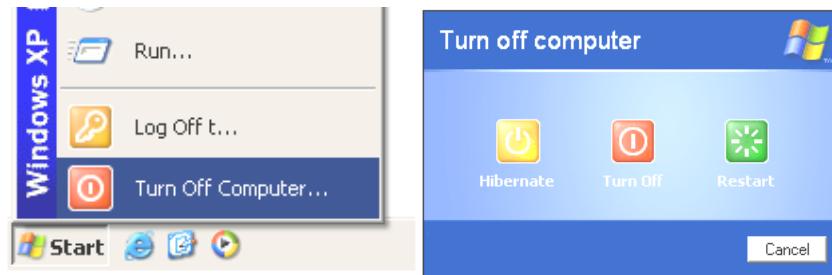 Windows XP
Run...
Log Off t...
Turn Off Computer...
Start
Turn off computer
Hibernate
Turn Off
Restart
Cancel